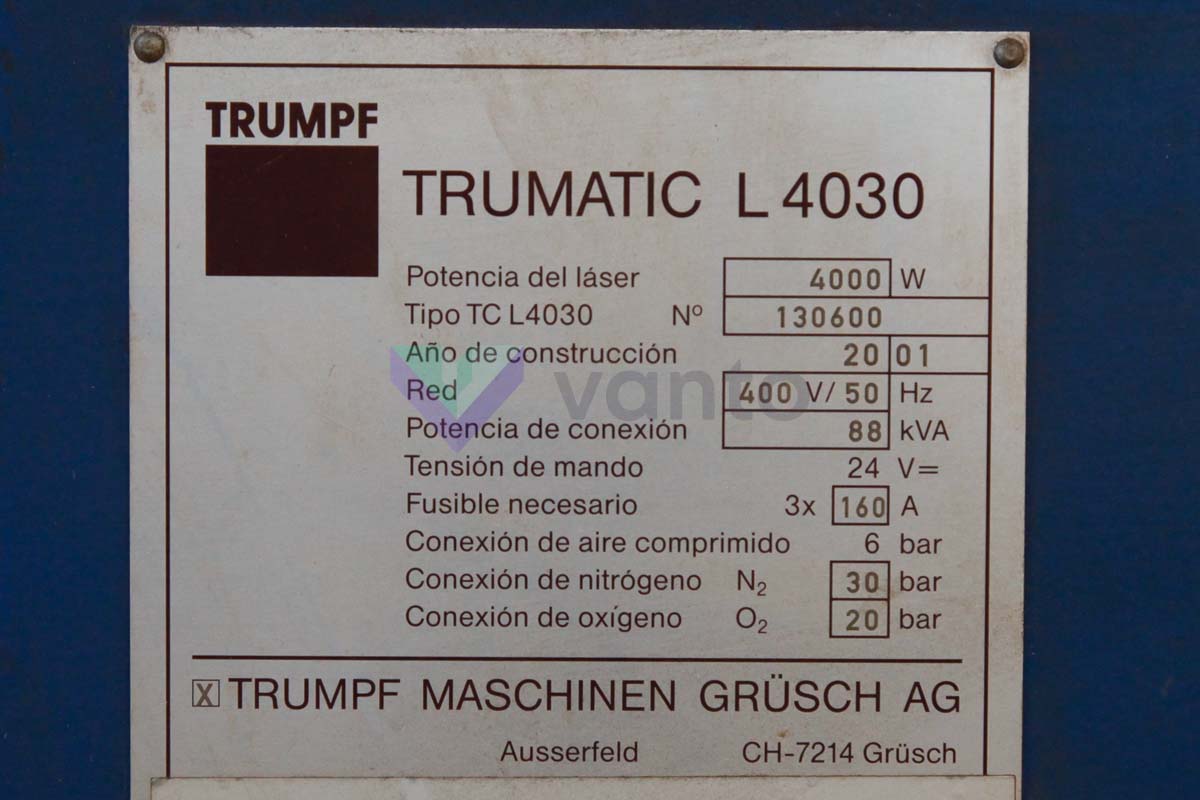 TRUMPF
TRUMATIC L 4030
Potencia del láser 4000 W
Tipo TC L4030 Nº 130600
Año de construcción 20 01
Red 400 V/ 50 Hz
vanto
Potencia de conexión 88 kVA
Tensión de mando 24 V=
Fusible necesario 3x 160 A
Conexión de aire comprimido 6 bar
Conexión de nitrógeno N₂ 30 bar
Conexión de oxígeno O₂ 20 bar
X TRUMPF MASCHINEN GRÜSCH AG
Ausserfeld CH-7214 Grüsch